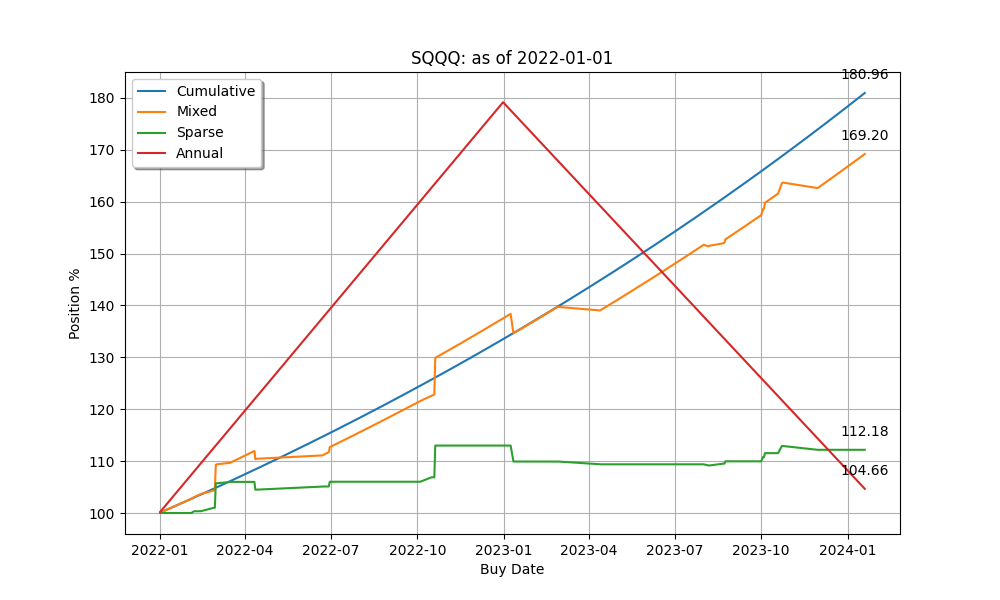 SQQQ: as of 2022-01-01
Cumulative
Mixed
Sparse
Annual
180.96
169.20
112.18
104.66
Position %
180
170
160
150
140
130
120
110
100
2022-01 2022-04 2022-07 2022-10 2023-01 2023-04 2023-07 2023-10 2024-01
Buy Date